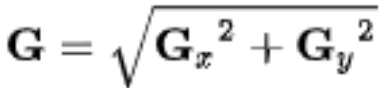 G = √(Gₓ² + Gᵧ²)